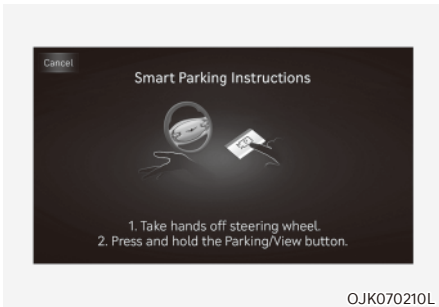 Cancel
Smart Parking Instructions
1. Take hands off steering wheel.
2. Press and hold the Parking/View button.
OJK070210L